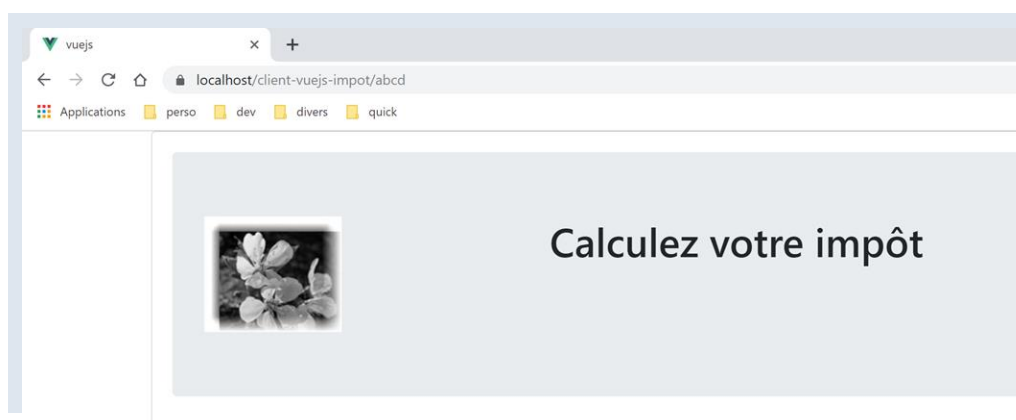 vuejs
localhost/client-vuejs-impot/abcd
Applications perso dev divers quick
Calculez votre impôt